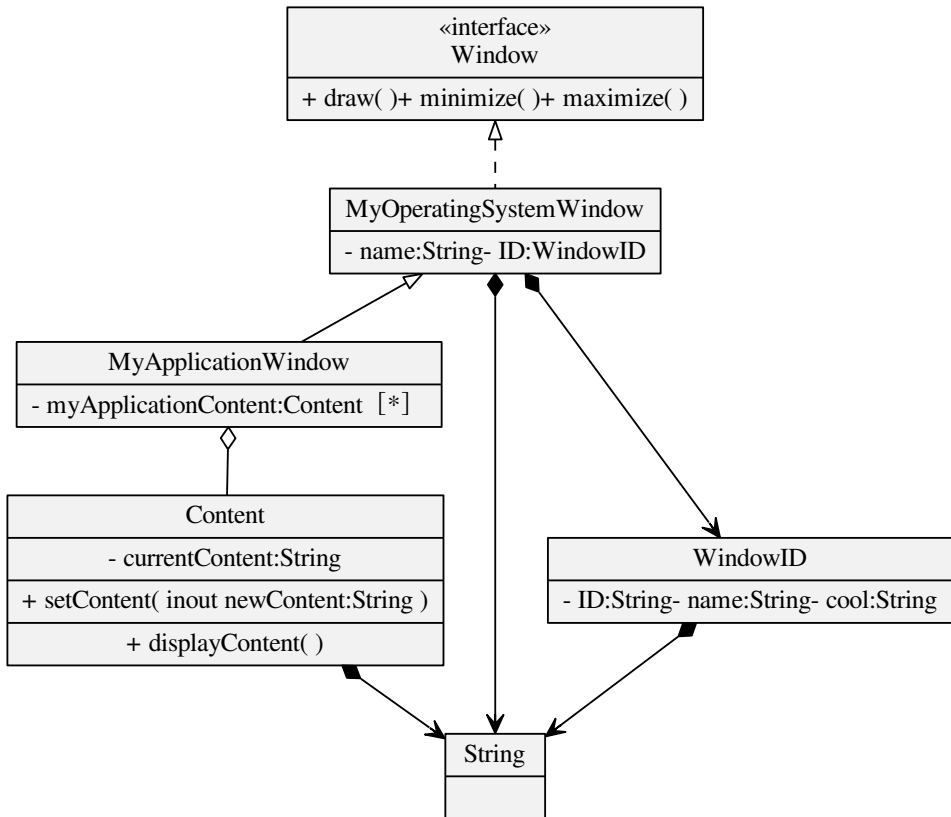 «interface»
Window
+ draw( )+ minimize( )+ maximize( )
MyOperatingSystemWindow
- name:String- ID:WindowID
MyApplicationWindow
- myApplicationContent:Content [*]
Content
- currentContent:String
+ setContent( inout newContent:String )
+ displayContent( )
WindowID
- ID:String- name:String- cool:String
String